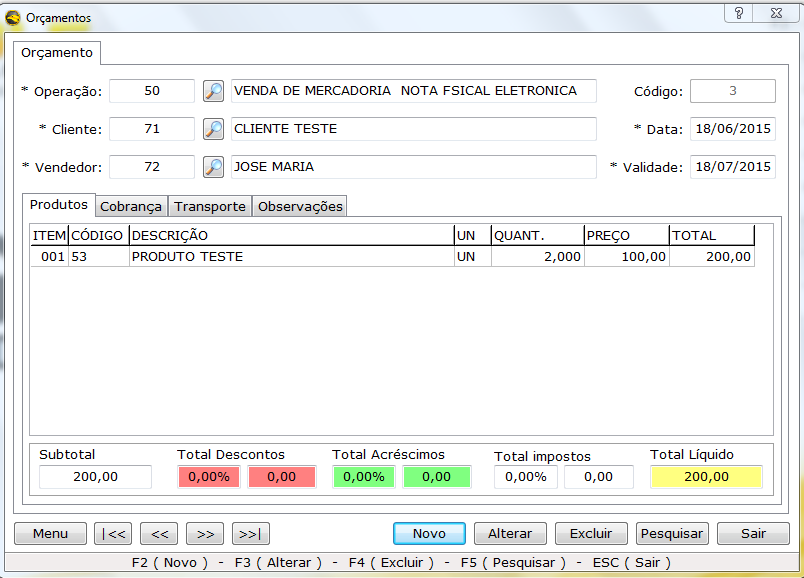 Orçamentos
?
Orçamento
* Operação: 50 VENDA DE MERCADORIA NOTA FSICAL ELETRONICA Código: 3
* Cliente: 71 CLIENTE TESTE * Data: 18/06/2015
* Vendedor: 72 JOSE MARIA * Validade: 18/07/2015
Produtos Cobrança Transporte Observações
ITEM CÓDIGO DESCRIÇÃO UN QUANT. PREÇO TOTAL
001 53 PRODUTO TESTE UN 2,000 100,00 200,00
Subtotal Total Descontos Total Acréscimos Total impostos Total Líquido
200,00 0,00% 0,00 0,00% 0,00 0,00% 0,00 200,00
Menu |<< << >> >>| Novo Alterar Excluir Pesquisar Sair
F2 ( Novo ) - F3 ( Alterar ) - F4 ( Excluir ) - F5 ( Pesquisar ) - ESC ( Sair )